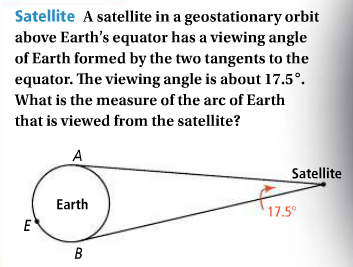 Satellite A satellite in a geostationary orbit
above Earth's equator has a viewing angle
of Earth formed by the two tangents to the
equator. The viewing angle is about 17.5°.
What is the measure of the arc of Earth
that is viewed from the satellite?
A
Satellite
Earth
17.5°
E
B